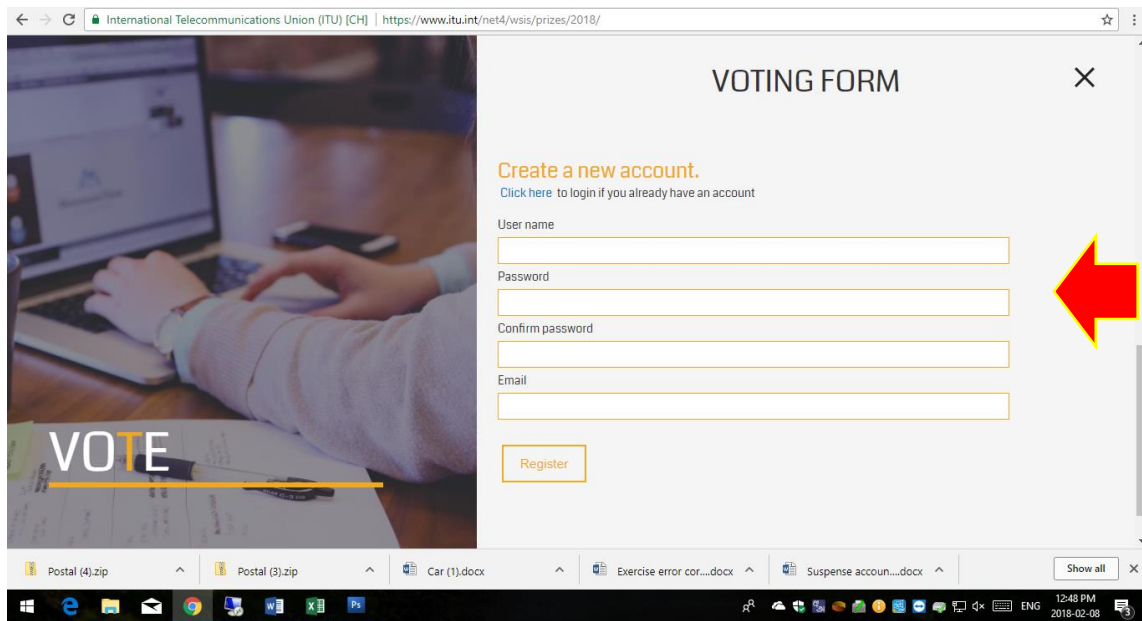 International Telecommunications Union (ITU) [CH] | https://www.itu.int/net4/wsis/prizes/2018/
VOTING FORM
Create a new account.
Click here to login if you already have an account
User name
Password
Confirm password
Email
Register
VOTE
Postal (4).zip
Postal (3).zip
Car (1).docx
Exercise error cor....docx
Suspense accoun....docx
Show all
Ps
ENG
12:48 PM
2018-02-08
3